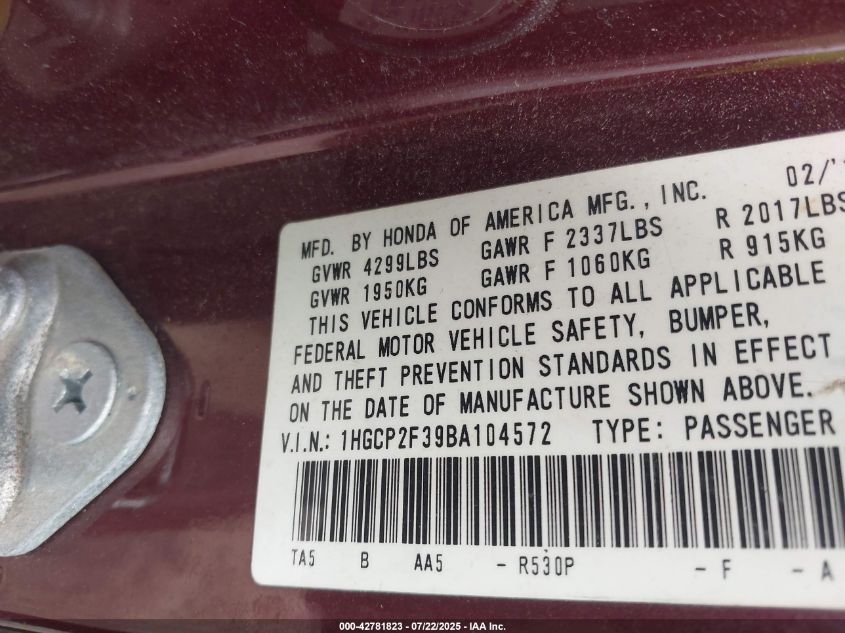 MFD. BY HONDA OF AMERICA MFG., INC. 02/'1
GVWR 4299LBS GAWR F 2337LBS R 2017LBS
GVWR 1950KG GAWR F 1060KG R 915KG
THIS VEHICLE CONFORMS TO ALL APPLICABLE
FEDERAL MOTOR VEHICLE SAFETY, BUMPER,
AND THEFT PREVENTION STANDARDS IN EFFECT
ON THE DATE OF MANUFACTURE SHOWN ABOVE.
V.I.N.: 1HGCP2F39BA104572 TYPE: PASSENGER
TA5 B AA5 - R530P - F - A
000-42781823 - 07/22/2025 - IAA Inc.